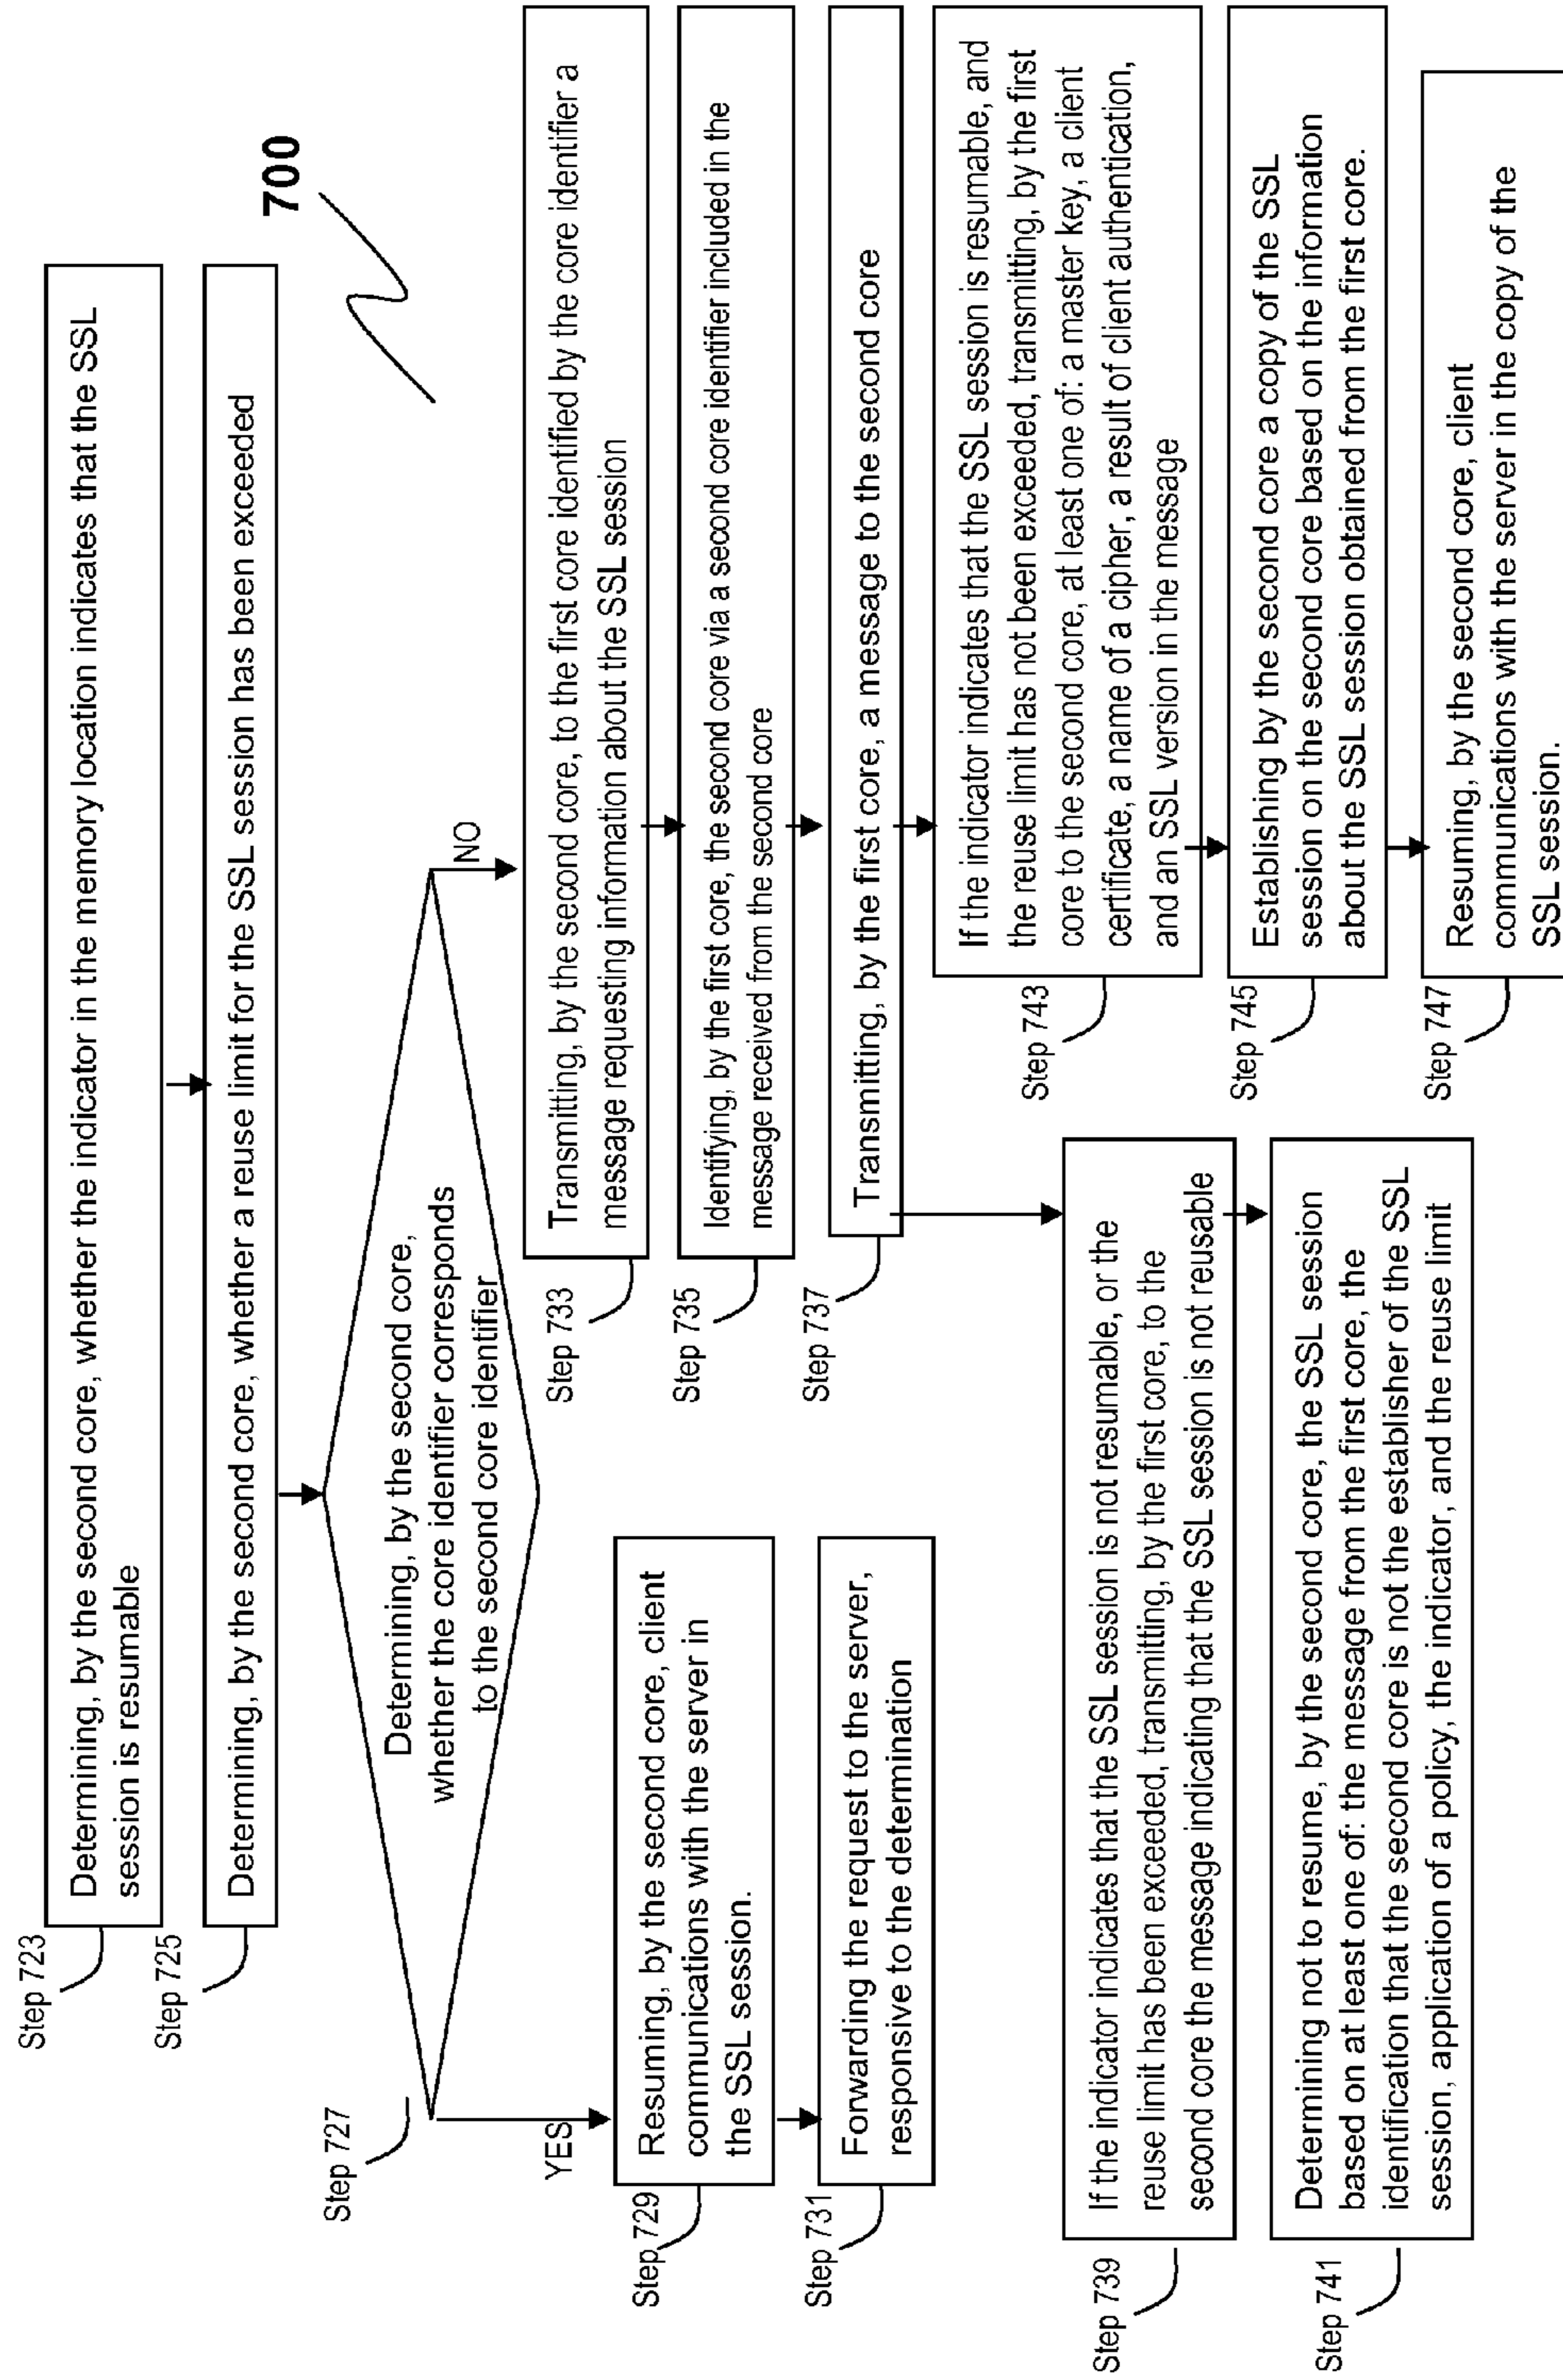 700
Step 723
Determining, by the second core, whether the indicator in the memory location indicates that the SSL
session is resumable
Step 725
Determining, by the second core, whether a reuse limit for the SSL session has been exceeded
Step 727
Determining, by the second core,
whether the core identifier corresponds
to the second core identifier
YES
NO
Step 729
Resuming, by the second core, client
communications with the server in
the SSL session.
Step 731
Forwarding the request to the server,
responsive to the determination
Step 733
Transmitting, by the second core, to the first core identified by the core identifier a
message requesting information about the SSL session
Step 735
Identifying, by the first core, the second core via a second core identifier included in the
message received from the second core
Step 737
Transmitting, by the first core, a message to the second core
Step 739
If the indicator indicates that the SSL session is not resumable, or the
reuse limit has been exceeded, transmitting, by the first core, to the
second core the message indicating that the SSL session is not reusable
Step 741
Determining not to resume, by the second core, the SSL session
based on at least one of: the message from the first core, the
identification that the second core is not the establisher of the SSL
session, application of a policy, the indicator, and the reuse limit
Step 743
If the indicator indicates that the SSL session is resumable, and
the reuse limit has not been exceeded, transmitting, by the first
core to the second core, at least one of: a master key, a client
certificate, a name of a cipher, a result of client authentication,
and an SSL version in the message
Step 745
Establishing by the second core a copy of the SSL
session on the second core based on the information
about the SSL session obtained from the first core.
Step 747
Resuming, by the second core, client
communications with the server in the copy of the
SSL session.